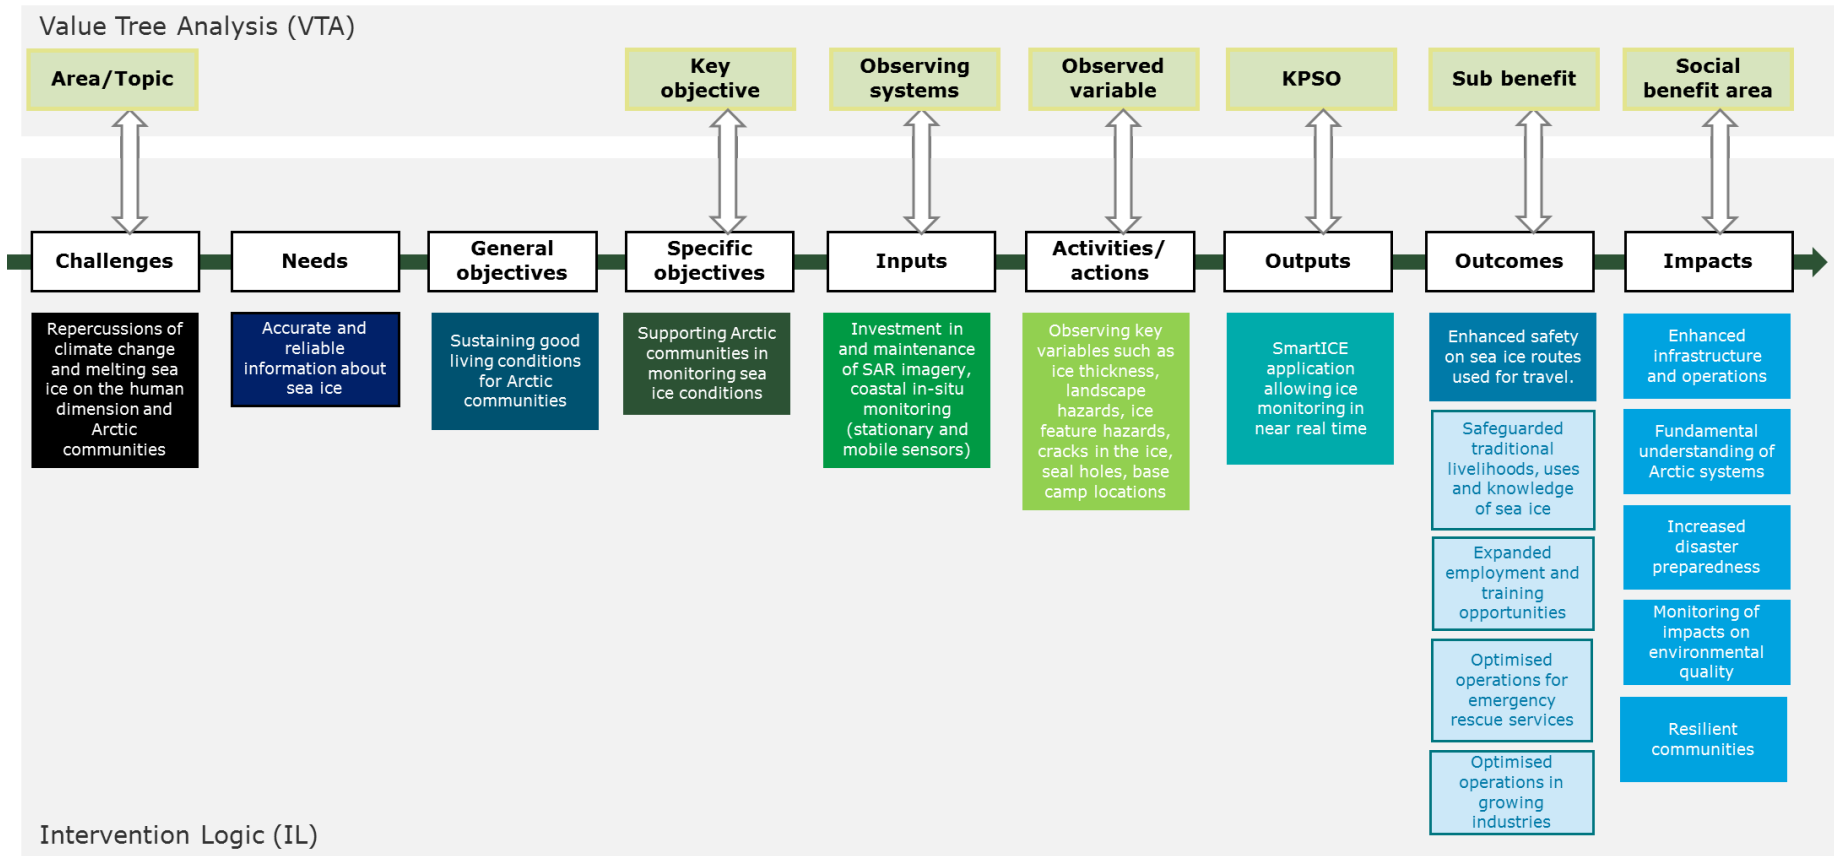 Value Tree Analysis (VTA)
Area/Topic
Key
objective
Observing
systems
Observed
variable
KPSO
Sub benefit
Social
benefit area
Challenges
Needs
General
objectives
Specific
objectives
Inputs
Activities/
actions
Outputs
Outcomes
Impacts
Repercussions of
climate change
and melting sea
ice on the human
dimension and
Arctic
communities
Accurate and
reliable
information about
sea ice
Sustaining good
living conditions
for Arctic
communities
Supporting Arctic
communities in
monitoring sea
ice conditions
Investment in
and maintenance
of SAR imagery,
coastal in-situ
monitoring
(stationary and
mobile sensors)
Observing key
variables such as
ice thickness,
landscape
hazards, ice
feature hazards,
cracks in the ice,
seal holes, base
camp locations
SmartICE
application
allowing ice
monitoring in
near real time
Enhanced safety
on sea ice routes
used for travel.
Safeguarded
traditional
livelihoods, uses
and knowledge
of sea ice
Expanded
employment and
training
opportunities
Optimised
operations for
emergency
rescue services
Optimised
operations in
growing
industries
Enhanced
infrastructure
and operations
Fundamental
understanding of
Arctic systems
Increased
disaster
preparedness
Monitoring of
impacts on
environmental
quality
Resilient
communities
Intervention Logic (IL)